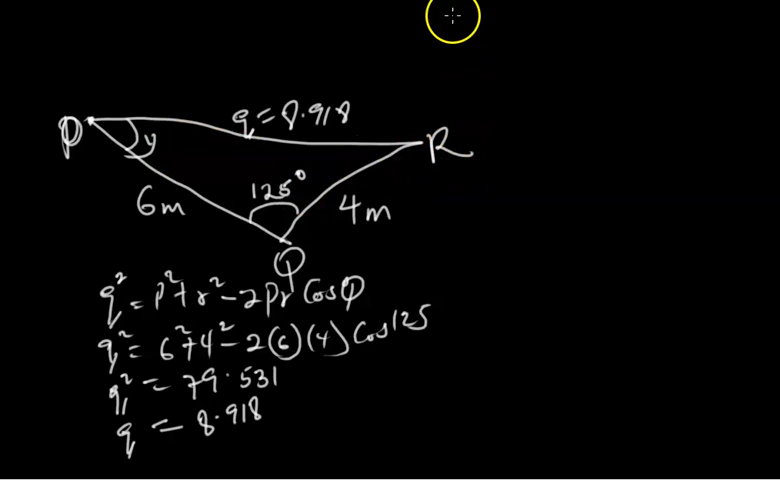 q = 8.918
P
y
R
125°
6m
4m
Q
q² = p² + r² - 2pr Cos Q
q² = 6² + 4² - 2(6)(4) Cos 125
q² = 79.531
q = 8.918